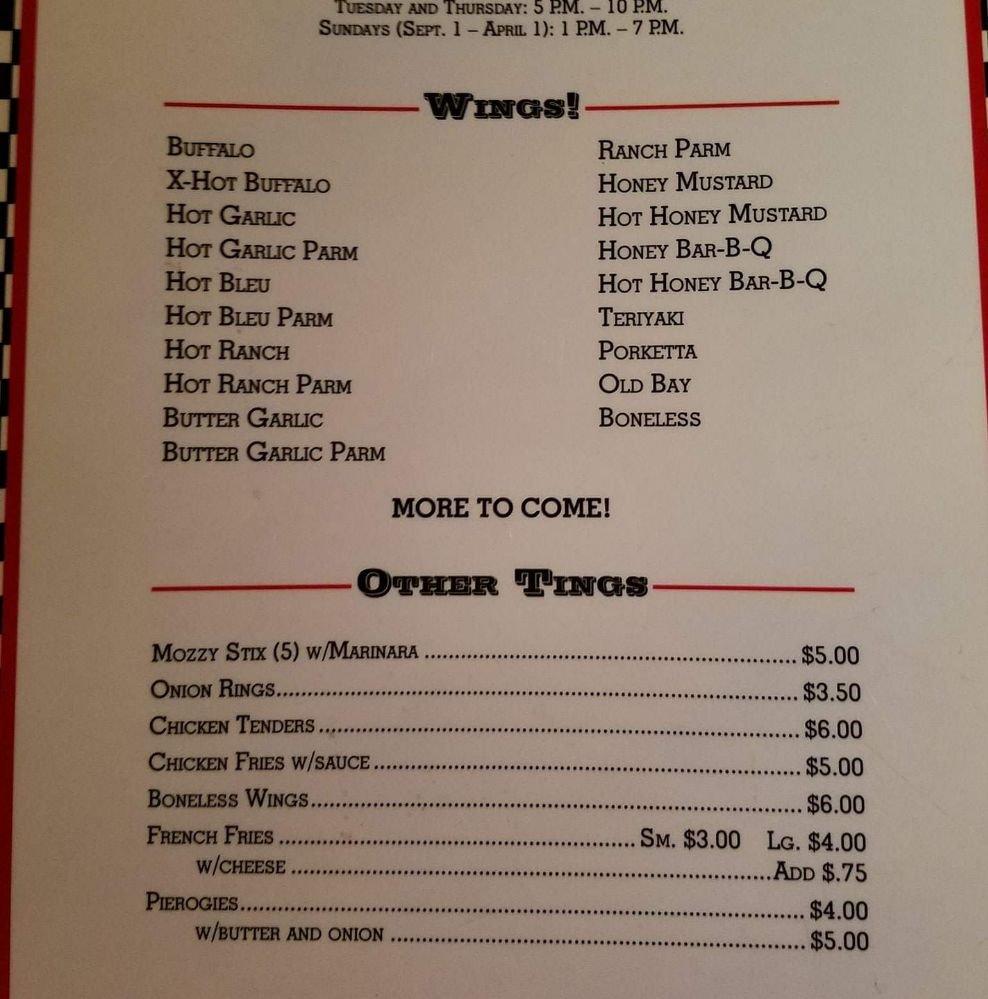 Tuesday and Thursday: 5 P.M. – 10 P.M.
Sundays (Sept. 1 – April 1): 1 P.M. – 7 P.M.
Wings!
Buffalo
X-Hot Buffalo
Hot Garlic
Hot Garlic Parm
Hot Bleu
Hot Bleu Parm
Hot Ranch
Hot Ranch Parm
Butter Garlic
Butter Garlic Parm
Ranch Parm
Honey Mustard
Hot Honey Mustard
Honey Bar-B-Q
Hot Honey Bar-B-Q
Teriyaki
Porketta
Old Bay
Boneless
MORE TO COME!
Other Tings
Mozzy Stix (5) w/Marinara ........ $5.00
Onion Rings........ $3.50
Chicken Tenders ........ $6.00
Chicken Fries w/sauce ........ $5.00
Boneless Wings........ $6.00
French Fries ........ Sm. $3.00 Lg. $4.00
w/cheese ........ Add $.75
Pierogies........ $4.00
w/butter and onion ........ $5.00